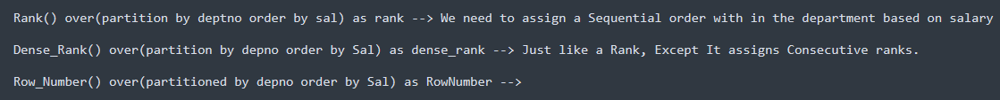 Rank() over(partition by deptno order by sal) as rank --> We need to assign a Sequential order with in the department based on salary
Dense_Rank() over(partition by depno order by Sal) as dense_rank --> Just like a Rank, Except It assigns Consecutive ranks.
Row_Number() over(partitioned by depno order by Sal) as RowNumber -->